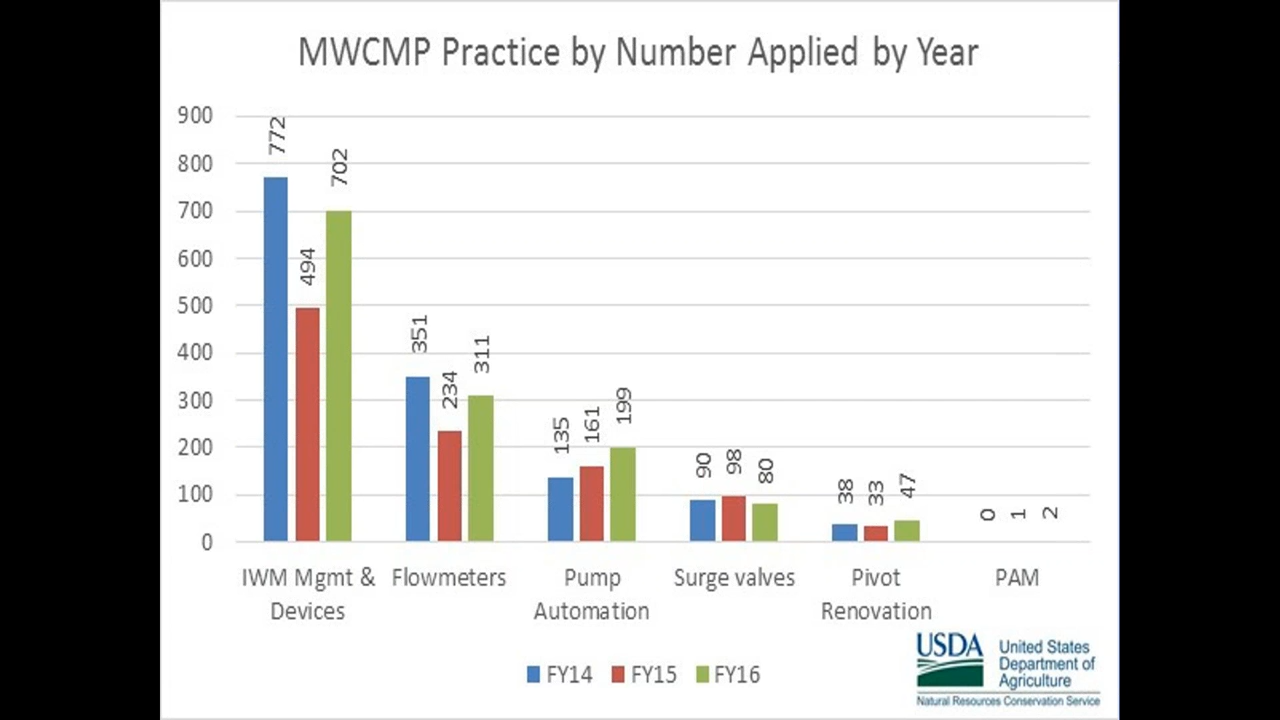 MWCMP Practice by Number Applied by Year
900
800
700
600
500
400
300
200
100
0
772
494
702
351
234
311
135
161
199
90
98
80
38
33
47
0
1
2
IWM Mgmt &
Devices
Flowmeters
Pump
Automation
Surge valves
Pivot
Renovation
PAM
FY14
FY15
FY16
USDA
United States
Department of
Agriculture
Natural Resources Conservation Service